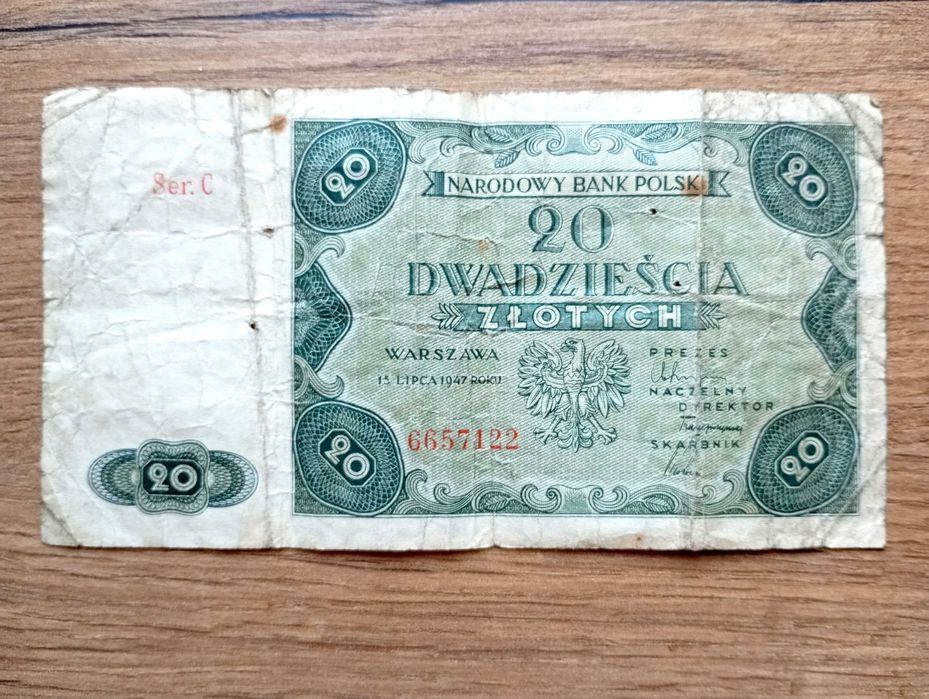 Ser. C
20
20
NARODOWY BANK POLSKI
20
DWADZIEŚCIA
ZŁOTYCH
WARSZAWA
15 LIPCA 1947 ROKU
PREZES
NACZELNY
DYREKTOR
SKARBNIK
6657122
20
20
20